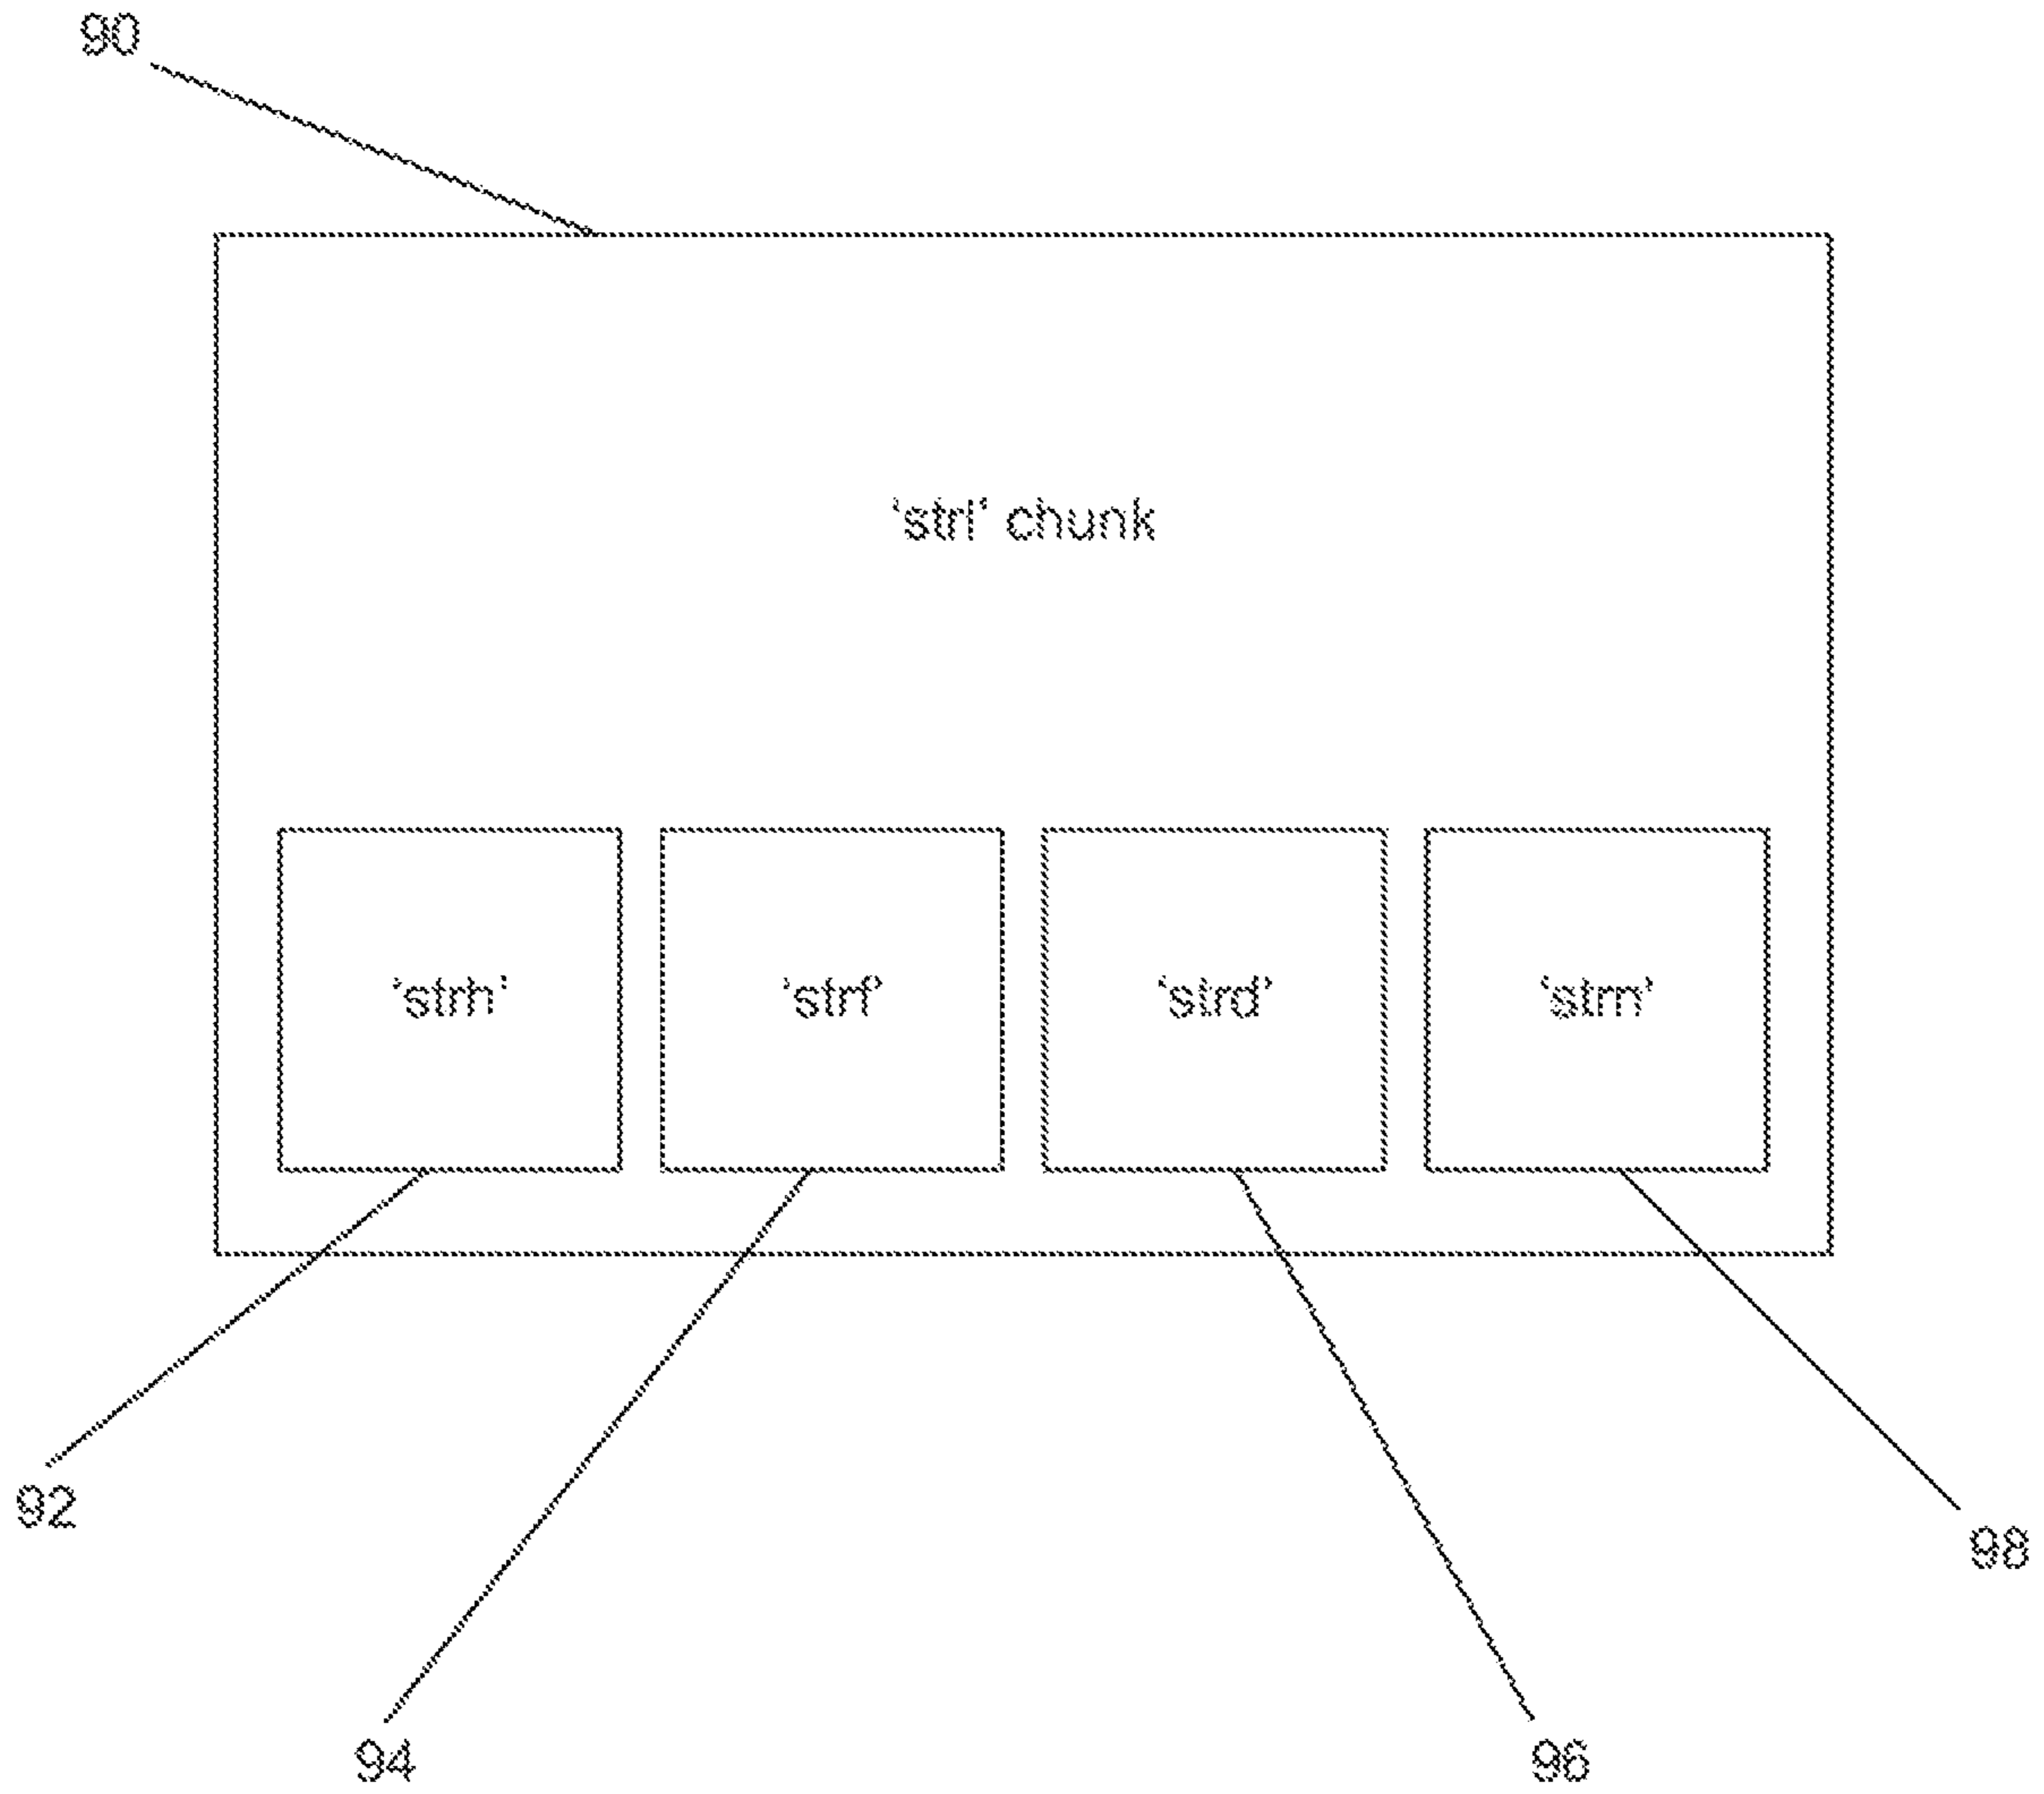 90
‘strl’ chunk
‘strh’ ‘strf’ ‘strd’ ‘strn’
92
98
94 96